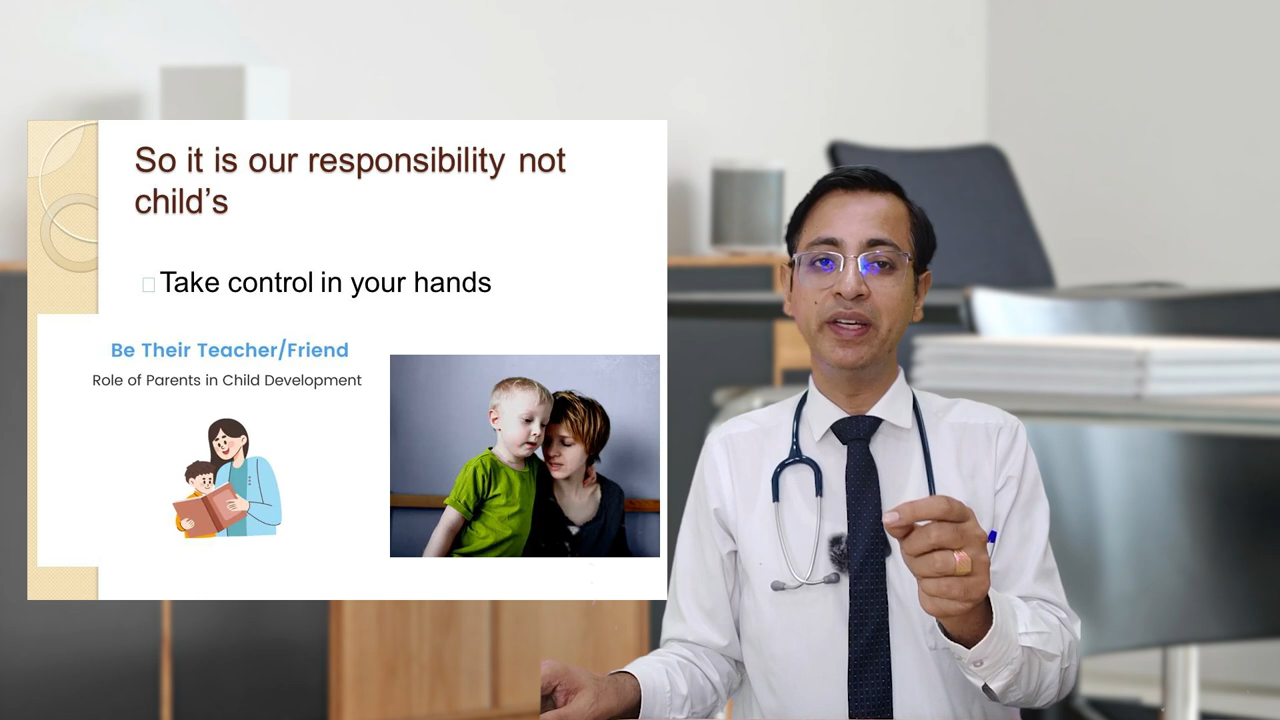 So it is our responsibility not
child's
Take control in your hands
Be Their Teacher/Friend
Role of Parents in Child Development